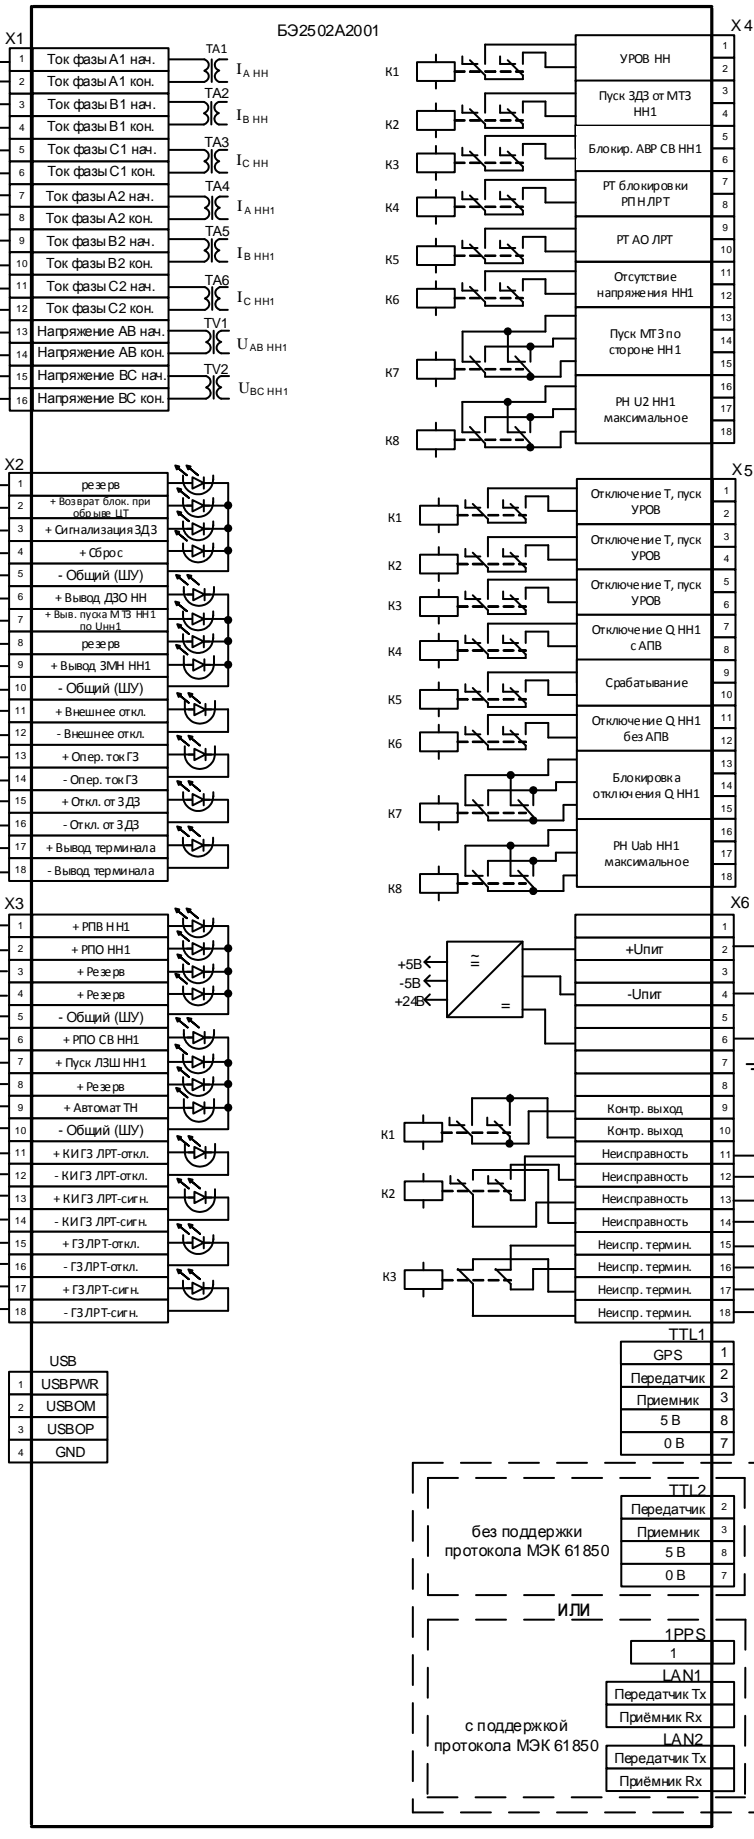 БЭ2502А2001
X1
1 Ток фазы А1 нач.
2 Ток фазы А1 кон.
3 Ток фазы В1 нач.
4 Ток фазы В1 кон.
5 Ток фазы С1 нач.
6 Ток фазы С1 кон.
7 Ток фазы А2 нач.
8 Ток фазы А2 кон.
9 Ток фазы В2 нач.
10 Ток фазы В2 кон.
11 Ток фазы С2 нач.
12 Ток фазы С2 кон.
13 Напряжение АВ нач.
14 Напряжение АВ кон.
15 Напряжение ВС нач.
16 Напряжение ВС кон.
TA1
I A НН
TA2
I B НН
TA3
I C НН
TA4
I A НН1
TA5
I B НН1
TA6
I C НН1
TV1
U AB НН1
TV2
U BC НН1
X2
1 резерв
2 + Возврат блок. при
обрыве ЦТ
3 + Сигнализация ЗДЗ
4 + Сброс
5 - Общий (ШУ)
6 + Вывод ДЗО НН
7 + Выв. пуска МТЗ НН1
по Uнн1
8 резерв
9 + Вывод ЗМН НН1
10 - Общий (ШУ)
11 + Внешнее откл.
12 - Внешнее откл.
13 + Опер. ток ГЗ
14 - Опер. ток ГЗ
15 + Откл. от ЗДЗ
16 - Откл. от ЗДЗ
17 + Вывод терминала
18 - Вывод терминала
X3
1 + РПВ НН1
2 + РПО НН1
3 + Резерв
4 + Резерв
5 - Общий (ШУ)
6 + РПО СВ НН1
7 + Пуск ЛЗШ НН1
8 + Резерв
9 + Автомат ТН
10 - Общий (ШУ)
11 + КИГЗ ЛРТ-откл.
12 - КИГЗ ЛРТ-откл.
13 + КИГЗ ЛРТ-сигн.
14 - КИГЗ ЛРТ-сигн.
15 + ГЗ ЛРТ-откл.
16 - ГЗ ЛРТ-откл.
17 + ГЗ ЛРТ-сигн.
18 - ГЗ ЛРТ-сигн.
USB
1 USBPWR
2 USBOM
3 USBOP
4 GND
X4
K1 УРОВ НН 1
2
K2 Пуск ЗДЗ от МТЗ 3
НН1 4
K3 Блокир. АВР СВ НН1 5
6
K4 РТ блокировки 7
РПН ЛРТ 8
K5 РТ АО ЛРТ 9
10
K6 Отсутствие 11
напряжения НН1 12
13
K7 Пуск МТЗ по 14
стороне НН1 15
16
K8 РН U2 НН1 17
максимальное 18
X5
K1 Отключение Т, пуск 1
УРОВ 2
K2 Отключение Т, пуск 3
УРОВ 4
K3 Отключение Т, пуск 5
УРОВ 6
K4 Отключение Q НН1 7
с АПВ 8
K5 Срабатывание 9
10
K6 Отключение Q НН1 11
без АПВ 12
13
K7 Блокировка 14
отключения Q НН1 15
16
K8 РН Uab НН1 17
максимальное 18
X6
+5В
-5В
+24В
≃
=
1
+Uпит 2
3
-Uпит 4
5
6
7
8
K1 Контр. выход 9
Контр. выход 10
K2 Неисправность 11
Неисправность 12
Неисправность 13
Неисправность 14
K3 Неиспр. термин. 15
Неиспр. термин. 16
Неиспр. термин. 17
Неиспр. термин. 18
TTL1
GPS 1
Передатчик 2
Приемник 3
5 В 8
0 В 7
TTL2
Передатчик 2
Приемник 3
5 В 8
0 В 7
без поддержки
протокола МЭК 61850
ИЛИ
1PPS
1
LAN1
Передатчик Tx
Приёмник Rx
LAN2
Передатчик Tx
Приёмник Rx
с поддержкой
протокола МЭК 61850